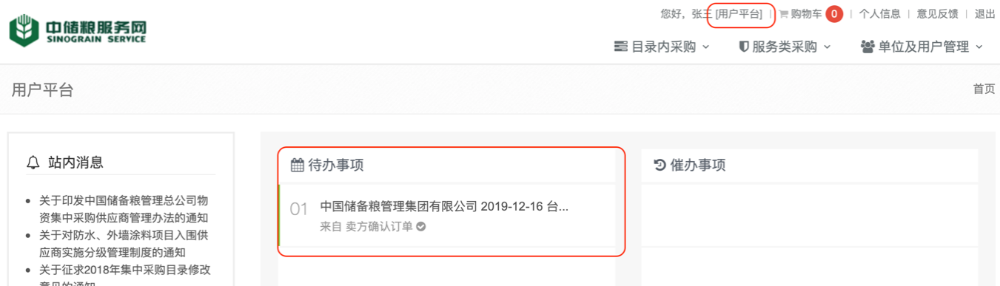 您好，张王 [用户平台] | 购物车 0 | 个人信息 | 意见反馈 | 退出
中储粮服务网
SINOGRAIN SERVICE
目录内采购 服务类采购 单位及用户管理
用户平台 首页
站内消息
关于印发中国储备粮管理总公司物
资集中采购供应商管理办法的通知
关于对防水、外墙涂料项目入围供
应商实施分级管理制度的通知
关于征求2018年集中采购目录修改
意见的通知
待办事项
01 中国储备粮管理集团有限公司 2019-12-16 台...
来自 卖方确认订单
催办事项